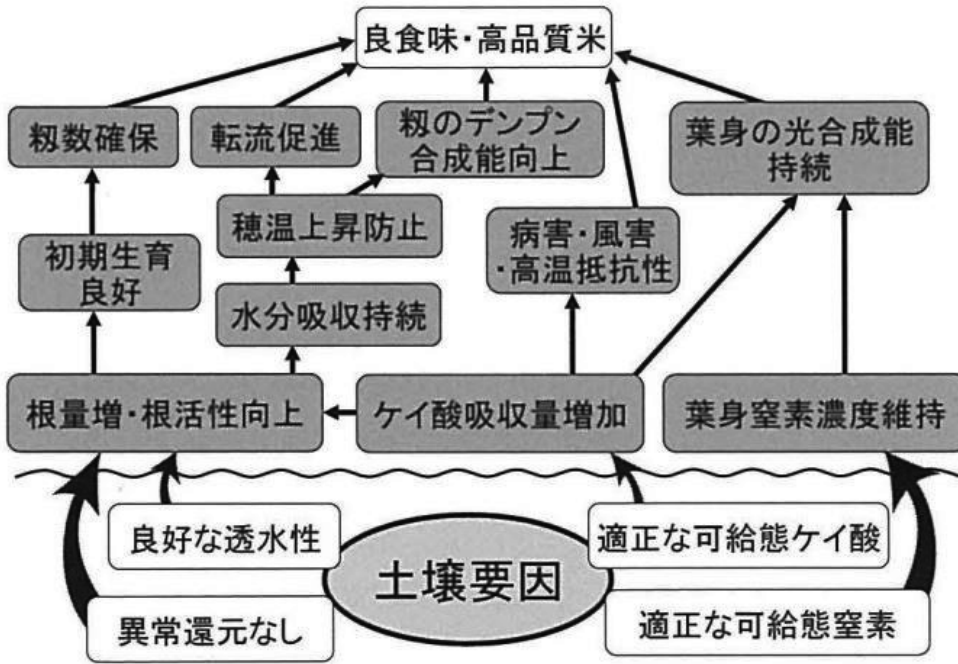 良食味・高品質米
籾数確保
転流促進
籾のデンプン
合成能向上
葉身の光合成能
持続
穂温上昇防止
病害・風害
・高温抵抗性
初期生育
良好
水分吸収持続
根量増・根活性向上
ケイ酸吸収量増加
葉身窒素濃度維持
良好な透水性
適正な可給態ケイ酸
土壌要因
異常還元なし
適正な可給態窒素